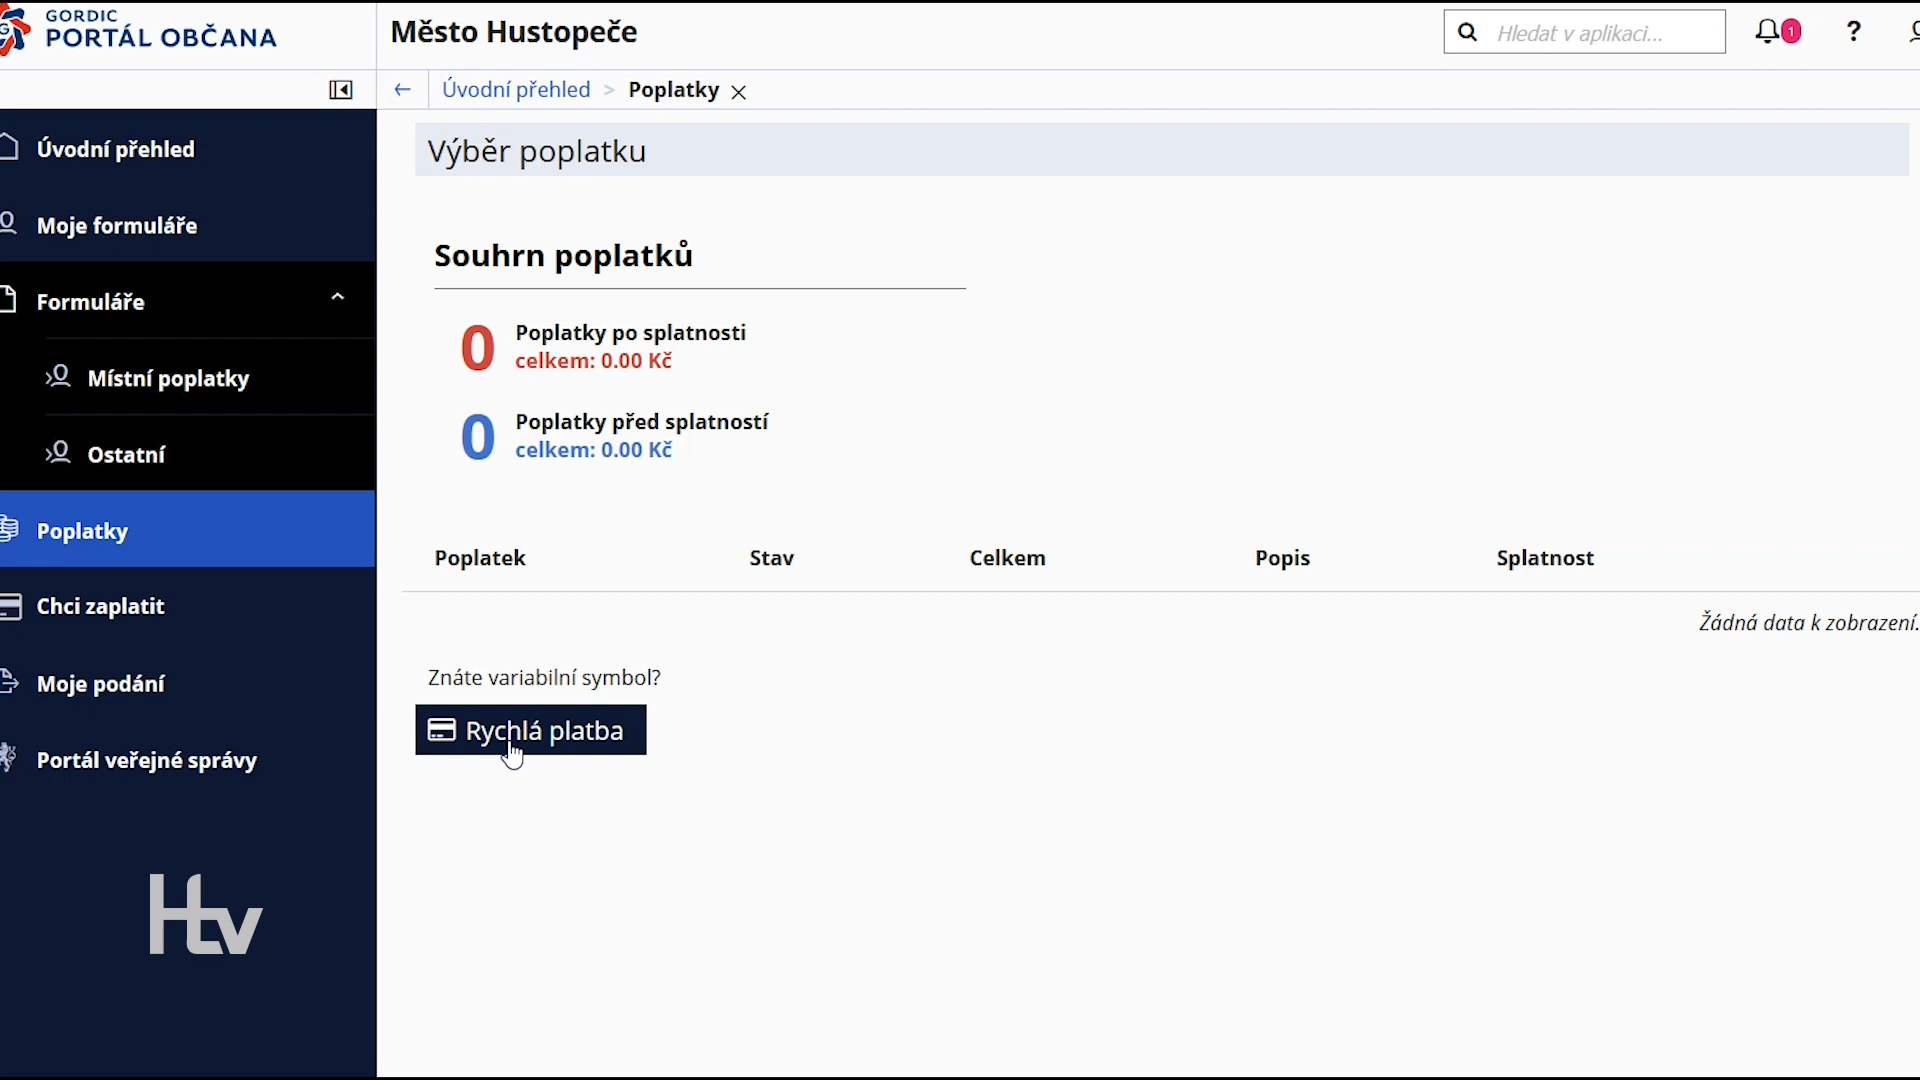 GORDIC
PORTÁL OBČANA
Město Hustopeče
Hledat v aplikaci...
1
?
Úvodní přehled > Poplatky
Úvodní přehled
Moje formuláře
Formuláře
Místní poplatky
Ostatní
Poplatky
Chci zaplatit
Moje podání
Portál veřejné správy
Htv
Výběr poplatku
Souhrn poplatků
0 Poplatky po splatnosti
celkem: 0.00 Kč
0 Poplatky před splatností
celkem: 0.00 Kč
Poplatek Stav Celkem Popis Splatnost
Žádná data k zobrazení.
Znáte variabilní symbol?
Rychlá platba